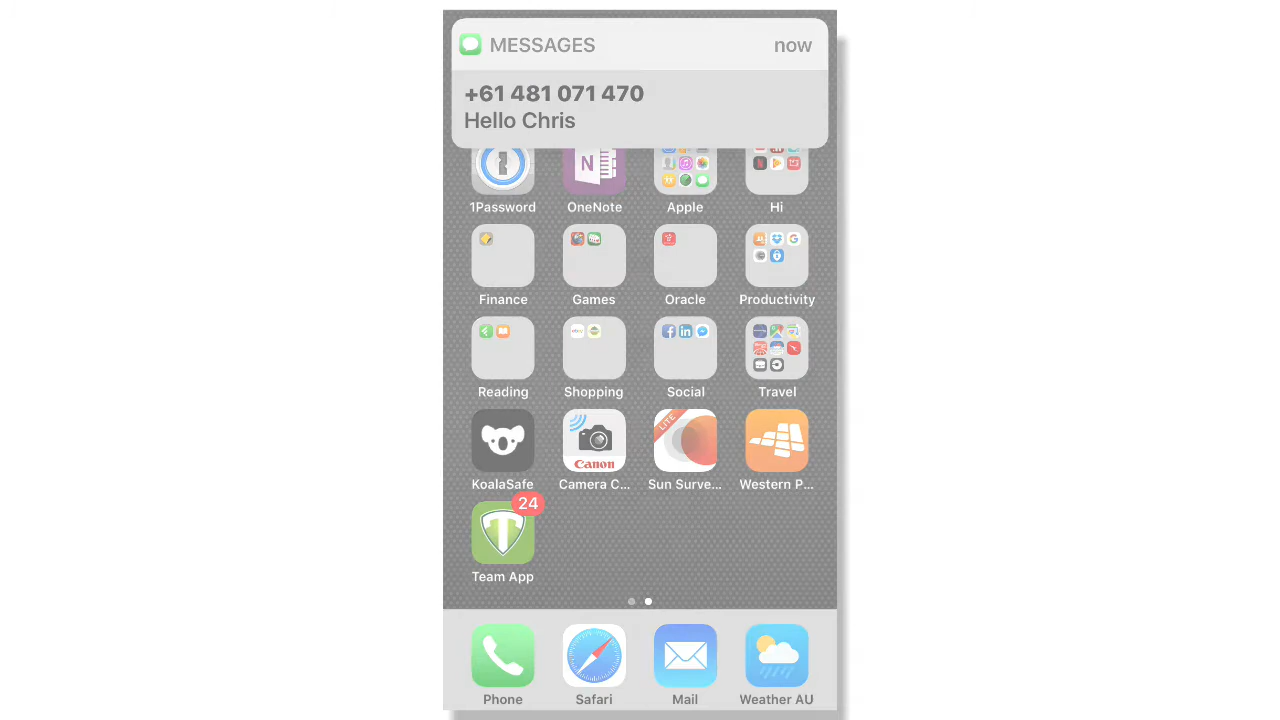 MESSAGES now
+61 481 071 470
Hello Chris
N
1Password OneNote Apple Hi
Finance Games Oracle Productivity
Reading Shopping Social Travel
LITE
Canon
KoalaSafe Camera C... Sun Surve... Western P...
24
T
Team App
Phone Safari Mail Weather AU